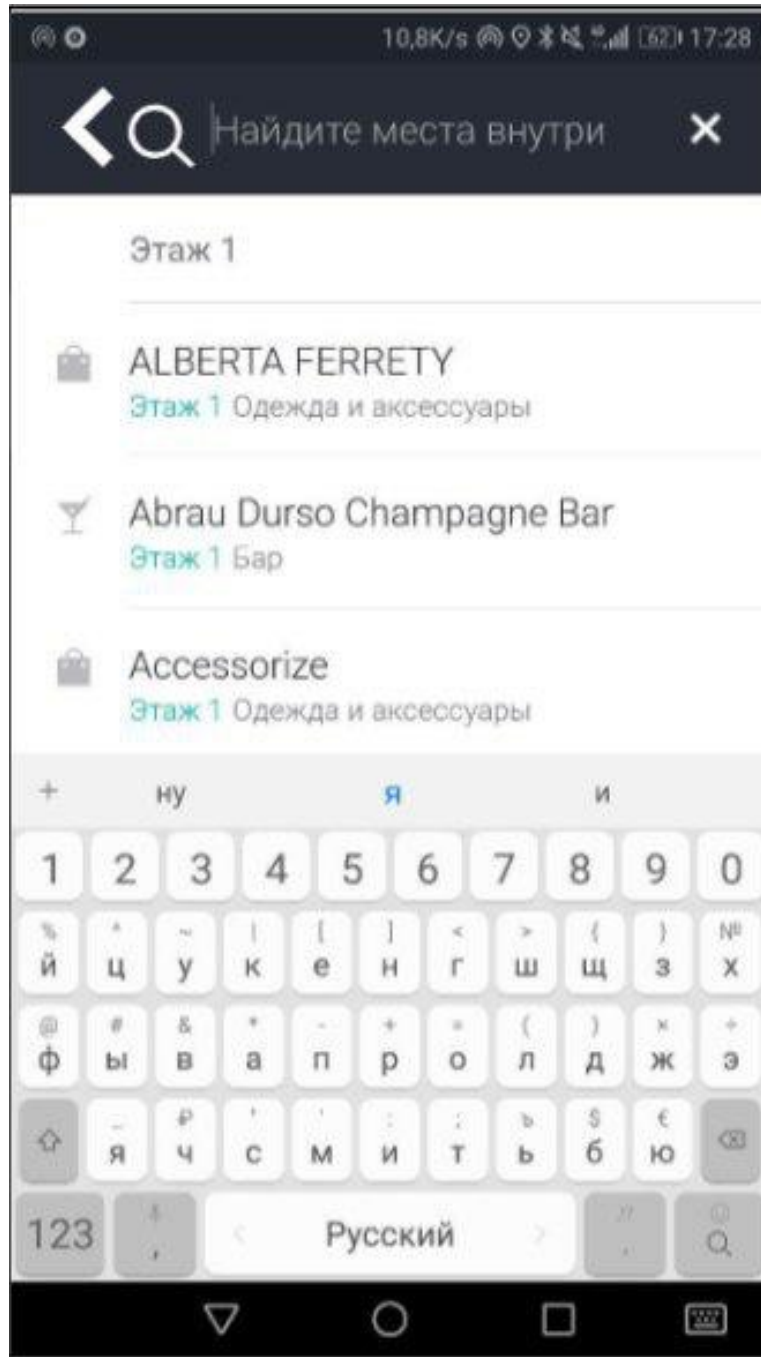 10,8K/s 62 17:28
Найдите места внутри
Этаж 1
ALBERTA FERRETY
Этаж 1 Одежда и аксессуары
Abrau Durso Champagne Bar
Этаж 1 Бар
Accessorize
Этаж 1 Одежда и аксессуары
+ ну я и
1 2 3 4 5 6 7 8 9 0
% ^ ~ | [ ] < > { } №
й ц у к е н г ш щ з х
@ # & * - + = ( ) × ÷
ф ы в а п р о л д ж э
_ ₽ " ' : ; ъ $ €
я ч с м и т ь б ю
123 , < Русский > .